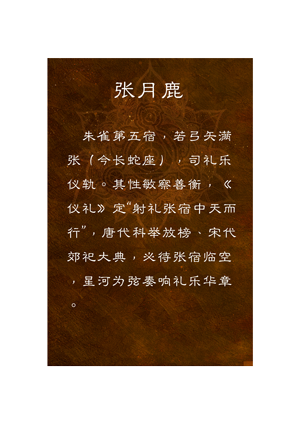 张月鹿
朱雀第五宿，若弓矢满
张（今长蛇座），司礼乐
仪轨。其性敏察善衡，《
仪礼》定“射礼张宿中天而
行”，唐代科举放榜、宋代
郊祀大典，必待张宿临空
，星河为弦奏响礼乐华章
。